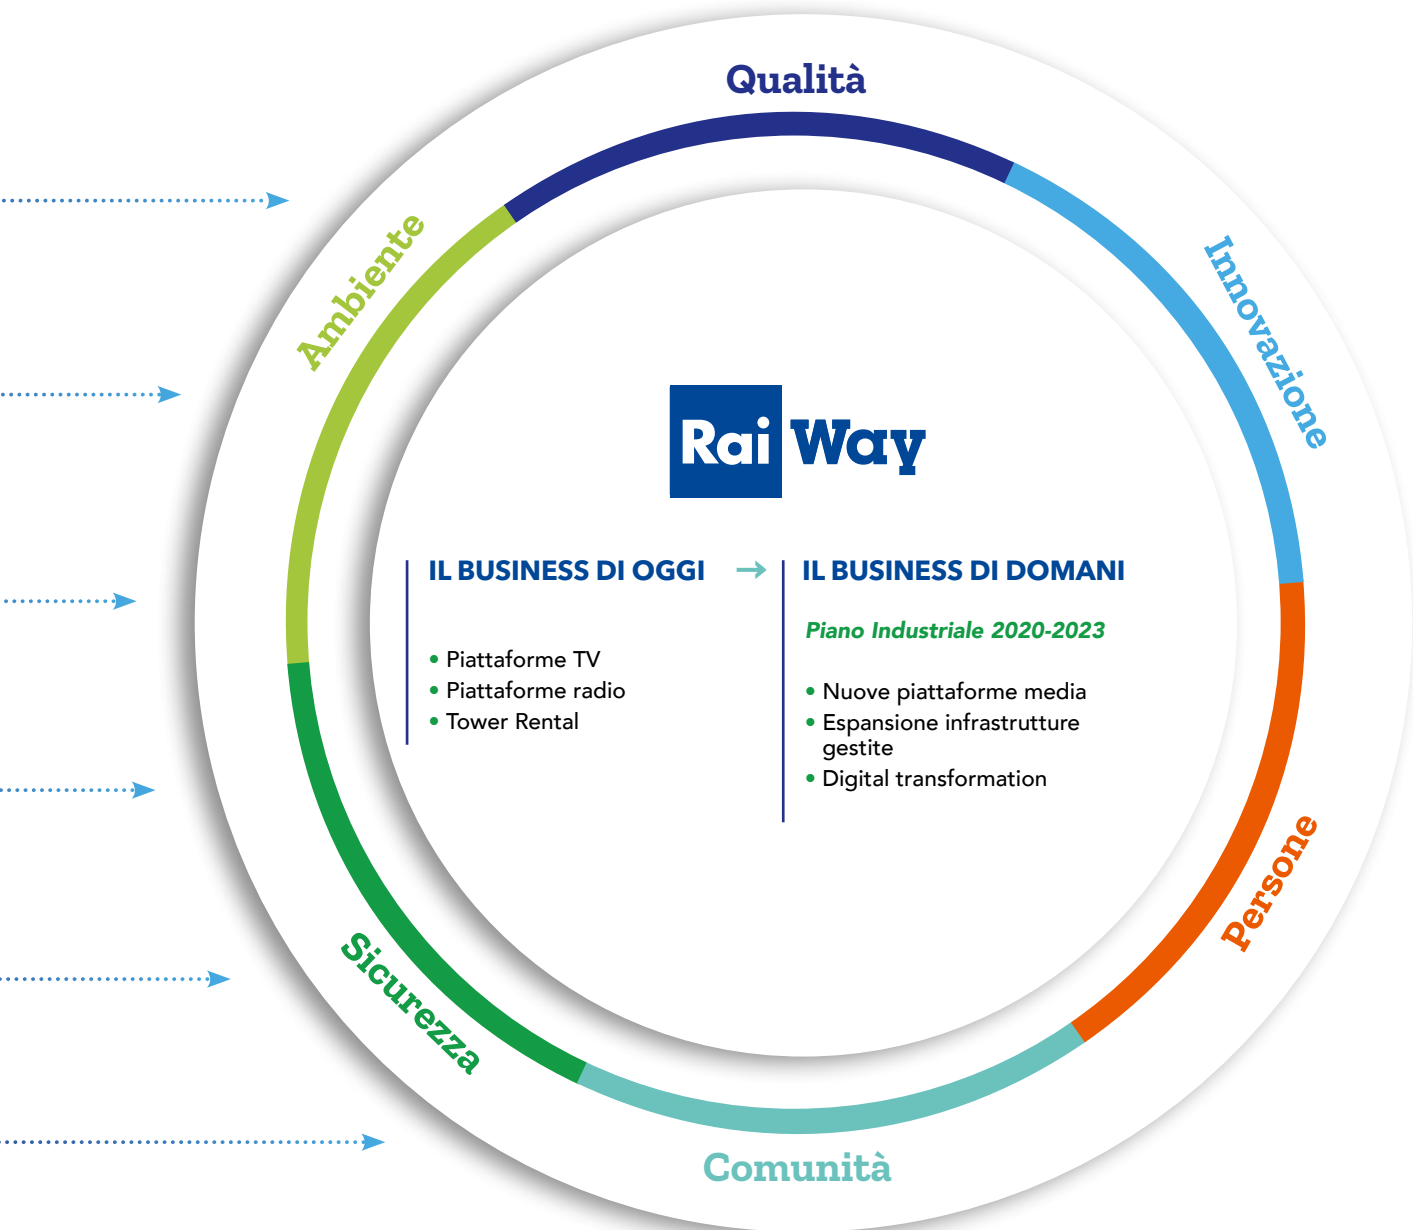 Qualità
Ambiente
Innovazione
Rai Way
IL BUSINESS DI OGGI → IL BUSINESS DI DOMANI
Piano Industriale 2020-2023
• Piattaforme TV
• Piattaforme radio
• Tower Rental
• Nuove piattaforme media
• Espansione infrastrutture
gestite
• Digital transformation
Persone
Sicurezza
Comunità